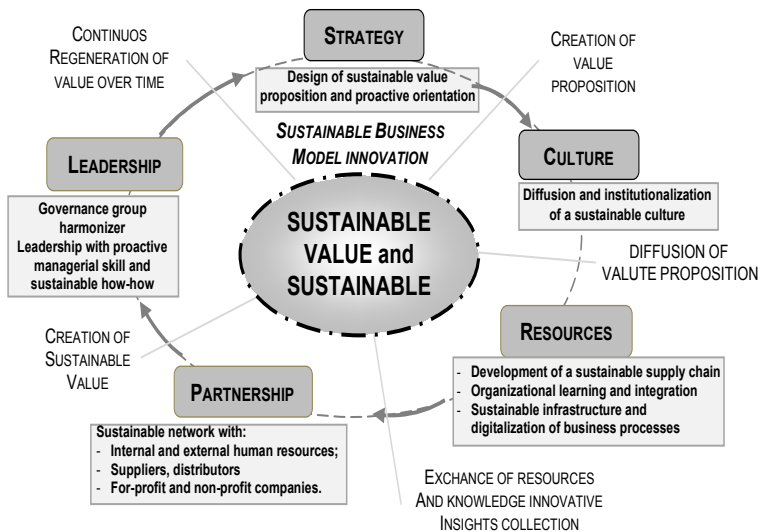 CONTINUOS
REGENERATION OF
VALUE OVER TIME
STRATEGY
Design of sustainable value
proposition and proactive orientation
CREATION OF
VALUE
PROPOSITION
SUSTAINABLE BUSINESS
MODEL INNOVATION
LEADERSHIP
Governance group
harmonizer
Leadership with proactive
managerial skill and
sustainable how-how
CULTURE
Diffusion and institutionalization
of a sustainable culture
SUSTAINABLE
VALUE and
SUSTAINABLE
DIFFUSION OF
VALUTE PROPOSITION
RESOURCES
- Development of a sustainable supply chain
- Organizational learning and integration
- Sustainable infrastructure and
digitalization of business processes
CREATION OF
SUSTAINABLE
VALUE
PARTNERSHIP
Sustainable network with:
- Internal and external human resources;
- Suppliers, distributors
- For-profit and non-profit companies.
EXCHANCE OF RESOURCES
AND KNOWLEDGE INNOVATIVE
INSIGHTS COLLECTION